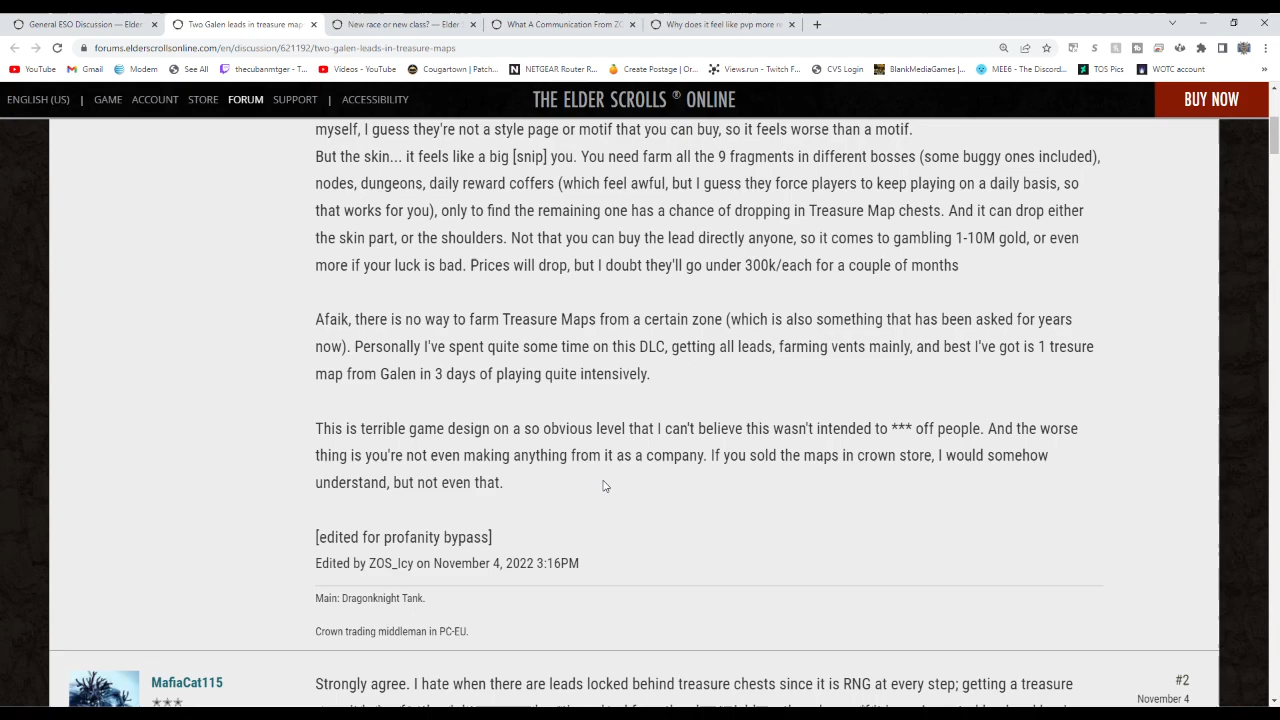 General ESO Discussion — Elder
Two Galen leads in treasure map
New race or new class? — Elder
What A Communication From ZO
Why does it feel like pvp more re
forums.elderscrollsonline.com/en/discussion/621192/two-galen-leads-in-treasure-maps
YouTube
Gmail
Modem
See All
thecubanmtger - T...
Videos - YouTube
Cougartown | Patch...
NETGEAR Router R...
Create Postage | Or...
Views.run - Twitch F...
CVS Login
BlankMediaGames |...
MEE6 - The Discord...
TOS Pics
WOTC account
»
ENGLISH (US) | GAME ACCOUNT STORE FORUM SUPPORT | ACCESSIBILITY
THE ELDER SCROLLS ® ONLINE
BUY NOW
myself, I guess they're not a style page or motif that you can buy, so it feels worse than a motif.
But the skin... it feels like a big [snip] you. You need farm all the 9 fragments in different bosses (some buggy ones included),
nodes, dungeons, daily reward coffers (which feel awful, but I guess they force players to keep playing on a daily basis, so
that works for you), only to find the remaining one has a chance of dropping in Treasure Map chests. And it can drop either
the skin part, or the shoulders. Not that you can buy the lead directly anyone, so it comes to gambling 1-10M gold, or even
more if your luck is bad. Prices will drop, but I doubt they'll go under 300k/each for a couple of months
Afaik, there is no way to farm Treasure Maps from a certain zone (which is also something that has been asked for years
now). Personally I've spent quite some time on this DLC, getting all leads, farming vents mainly, and best I've got is 1 tresure
map from Galen in 3 days of playing quite intensively.
This is terrible game design on a so obvious level that I can't believe this wasn't intended to *** off people. And the worse
thing is you're not even making anything from it as a company. If you sold the maps in crown store, I would somehow
understand, but not even that.
[edited for profanity bypass]
Edited by ZOS_Icy on November 4, 2022 3:16PM
Main: Dragonknight Tank.
Crown trading middleman in PC-EU.
MafiaCat115
Strongly agree. I hate when there are leads locked behind treasure chests since it is RNG at every step; getting a treasure
#2
November 4